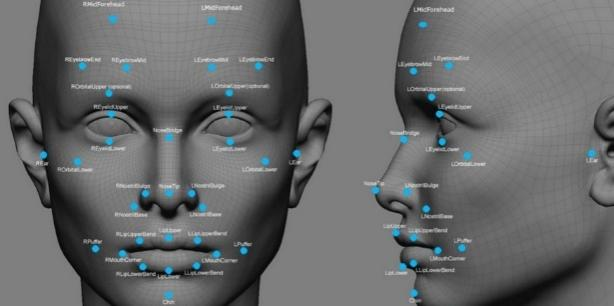 RMidForehead
LMidForehead
REyebrowEnd
REyebrowMid
LEyebrowMid
LEyebrowEnd
ROrbitalUpper (optional)
LOrbitalUpper(optional)
REyelidUpper
LEyelidUpper
NoseBridge
REyelidLower
LEyelidLower
REar
ROrbitalLower
LOrbitalLower
LEar
RNostrilBulge
NoseTip
LNostrilBulge
RNostrilBase
LNostrilBase
LipUpper
RLipUpperBend
LLipUpperBend
RPuffer
LPuffer
RMouthCorner
LMouthCorner
RLipLowerBend
LipLower
LLipLowerBend
Chin
LMidForehead
LEyebrowMid
LEyebrowEnd
LOrbitalUpper(optional)
LEyelidUpper
NoseBridge
LEyelidLower
LOrbitalLower
LEar
NoseTip
LNostrilBulge
LNostrilBase
LipUpper
LLipUpperBend
LPuffer
LMouthCorner
LipLower
LLipLowerBend
Chin